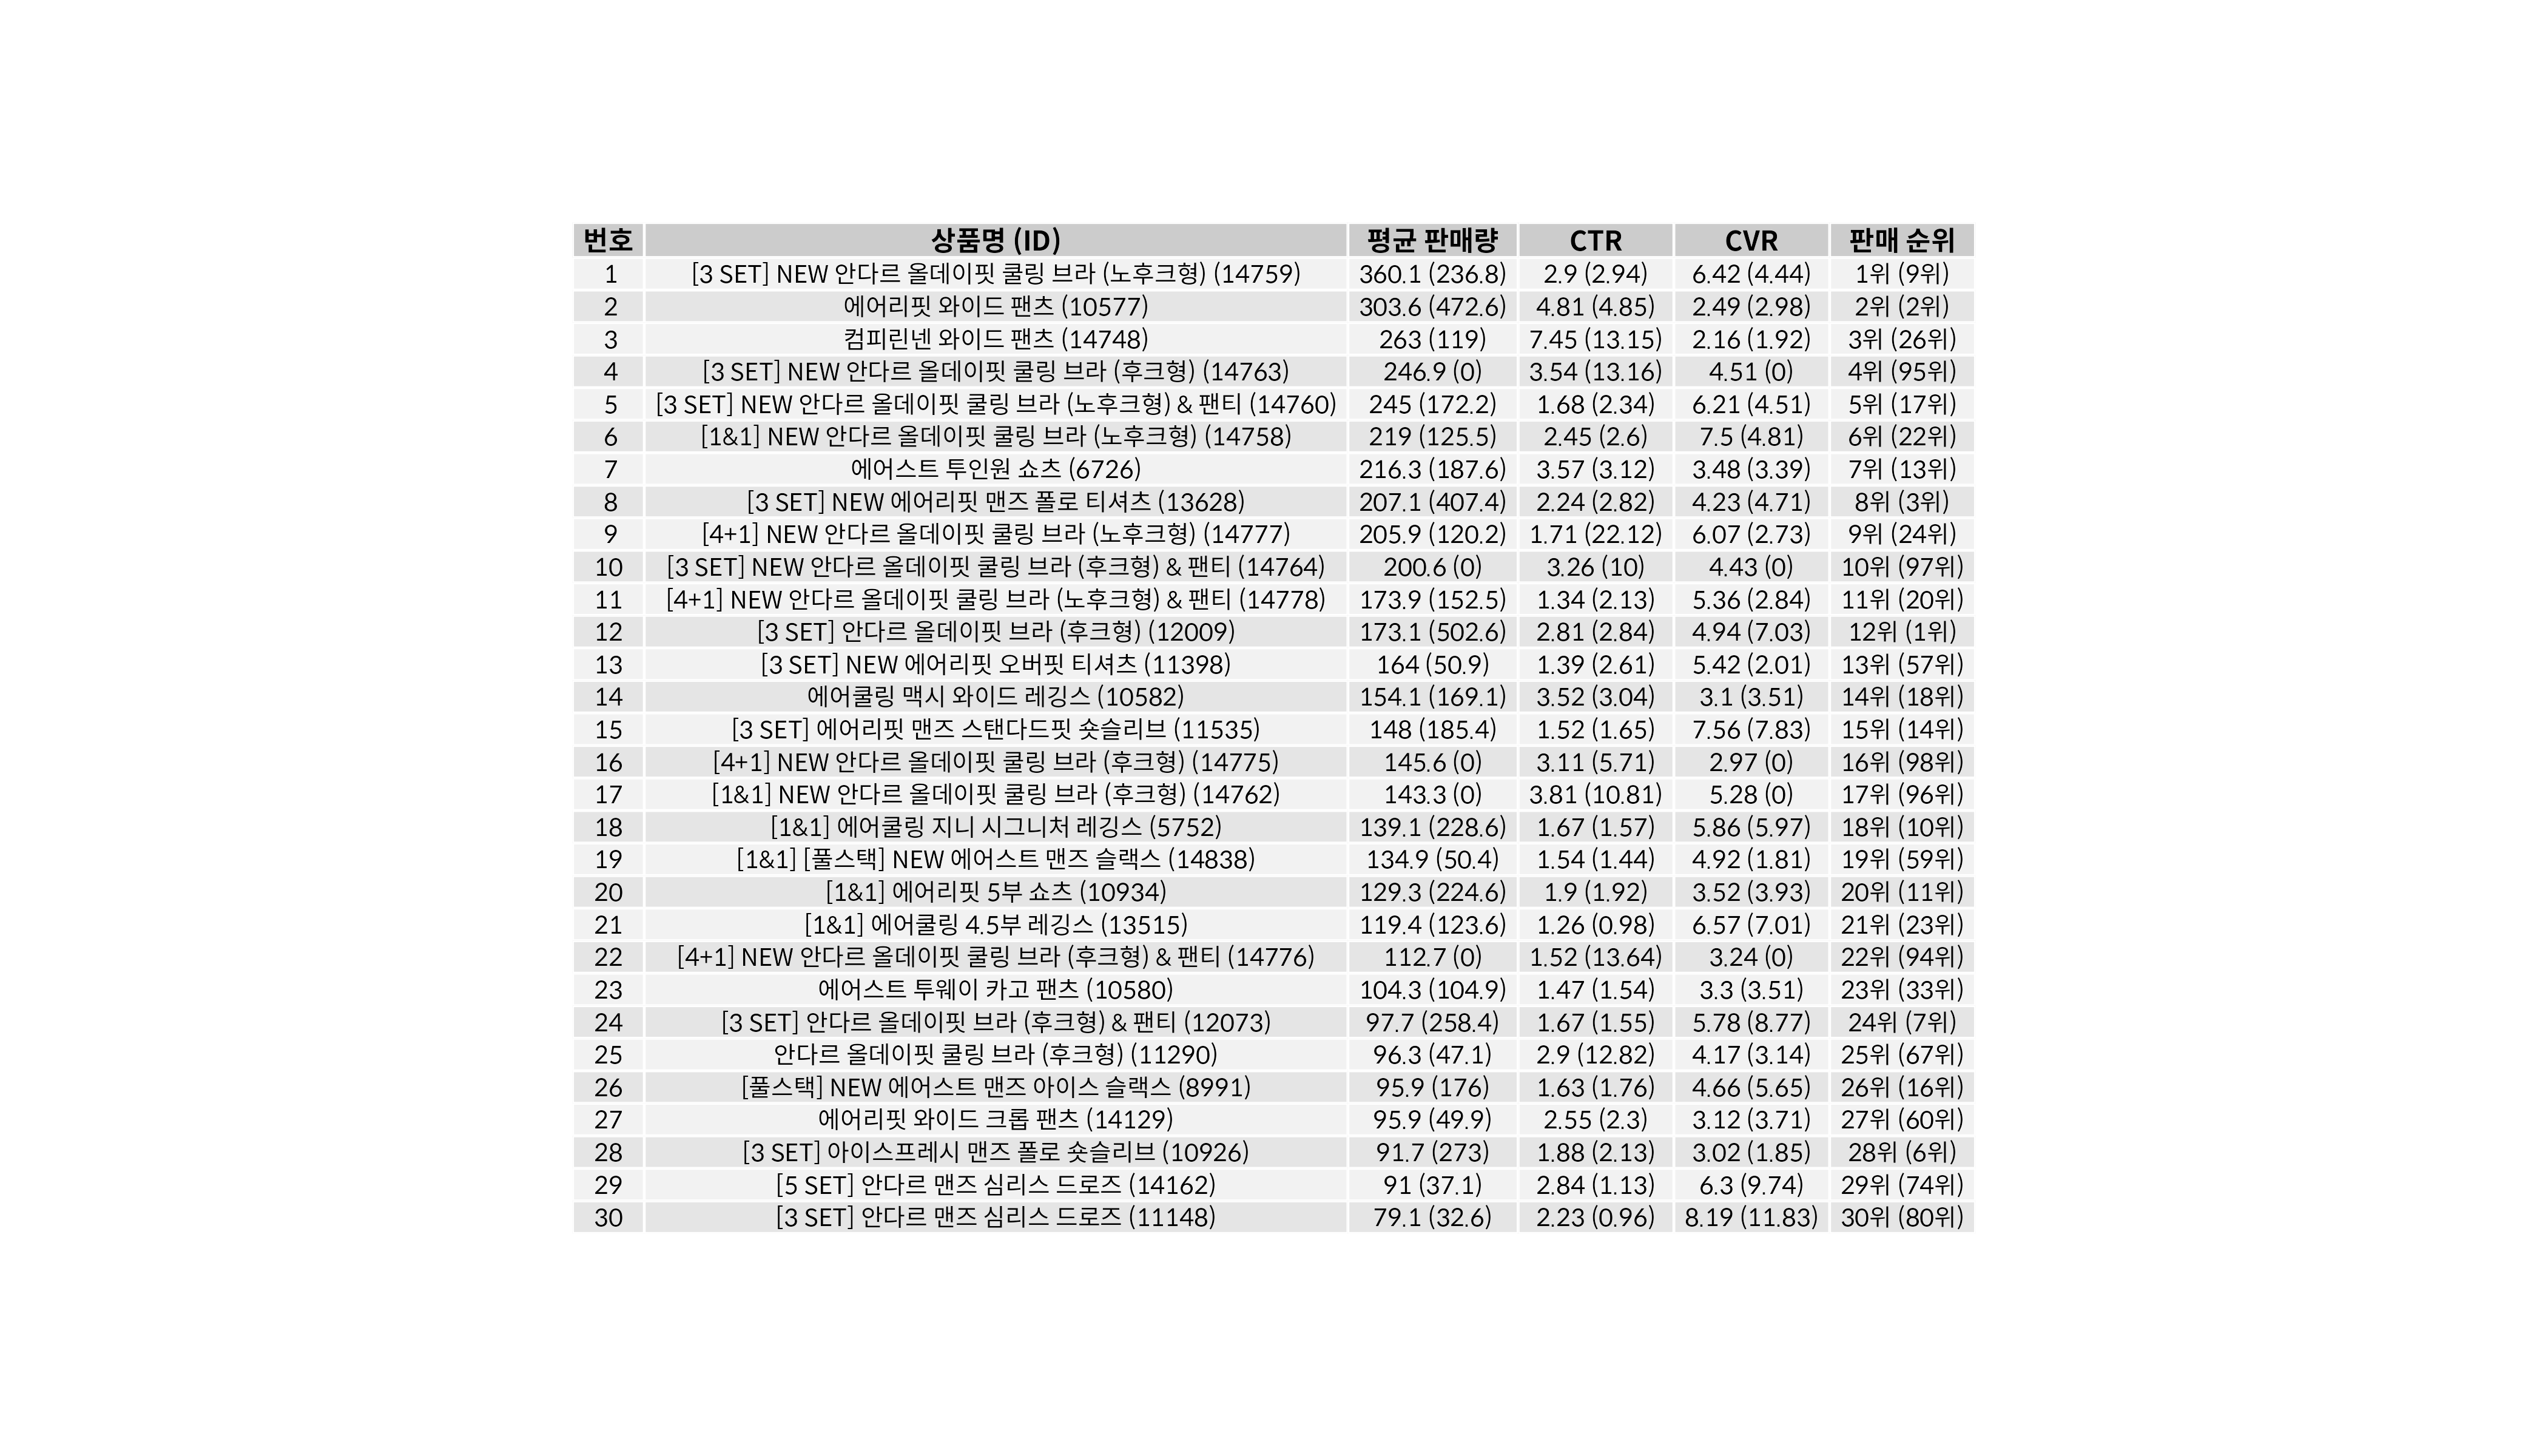 번호 상품명 (ID) 평균 판매량 CTR CVR 판매 순위
1 [3 SET] NEW 안다르 올데이핏 쿨링 브라 (노후크형) (14759) 360.1 (236.8) 2.9 (2.94) 6.42 (4.44) 1위 (9위)
2 에어리핏 와이드 팬츠 (10577) 303.6 (472.6) 4.81 (4.85) 2.49 (2.98) 2위 (2위)
3 컴피린넨 와이드 팬츠 (14748) 263 (119) 7.45 (13.15) 2.16 (1.92) 3위 (26위)
4 [3 SET] NEW 안다르 올데이핏 쿨링 브라 (후크형) (14763) 246.9 (0) 3.54 (13.16) 4.51 (0) 4위 (95위)
5 [3 SET] NEW 안다르 올데이핏 쿨링 브라 (노후크형) & 팬티 (14760) 245 (172.2) 1.68 (2.34) 6.21 (4.51) 5위 (17위)
6 [1&1] NEW 안다르 올데이핏 쿨링 브라 (노후크형) (14758) 219 (125.5) 2.45 (2.6) 7.5 (4.81) 6위 (22위)
7 에어스트 투인원 쇼츠 (6726) 216.3 (187.6) 3.57 (3.12) 3.48 (3.39) 7위 (13위)
8 [3 SET] NEW 에어리핏 맨즈 폴로 티셔츠 (13628) 207.1 (407.4) 2.24 (2.82) 4.23 (4.71) 8위 (3위)
9 [4+1] NEW 안다르 올데이핏 쿨링 브라 (노후크형) (14777) 205.9 (120.2) 1.71 (22.12) 6.07 (2.73) 9위 (24위)
10 [3 SET] NEW 안다르 올데이핏 쿨링 브라 (후크형) & 팬티 (14764) 200.6 (0) 3.26 (10) 4.43 (0) 10위 (97위)
11 [4+1] NEW 안다르 올데이핏 쿨링 브라 (노후크형) & 팬티 (14778) 173.9 (152.5) 1.34 (2.13) 5.36 (2.84) 11위 (20위)
12 [3 SET] 안다르 올데이핏 브라 (후크형) (12009) 173.1 (502.6) 2.81 (2.84) 4.94 (7.03) 12위 (1위)
13 [3 SET] NEW 에어리핏 오버핏 티셔츠 (11398) 164 (50.9) 1.39 (2.61) 5.42 (2.01) 13위 (57위)
14 에어쿨링 맥시 와이드 레깅스 (10582) 154.1 (169.1) 3.52 (3.04) 3.1 (3.51) 14위 (18위)
15 [3 SET] 에어리핏 맨즈 스탠다드핏 숏슬리브 (11535) 148 (185.4) 1.52 (1.65) 7.56 (7.83) 15위 (14위)
16 [4+1] NEW 안다르 올데이핏 쿨링 브라 (후크형) (14775) 145.6 (0) 3.11 (5.71) 2.97 (0) 16위 (98위)
17 [1&1] NEW 안다르 올데이핏 쿨링 브라 (후크형) (14762) 143.3 (0) 3.81 (10.81) 5.28 (0) 17위 (96위)
18 [1&1] 에어쿨링 지니 시그니처 레깅스 (5752) 139.1 (228.6) 1.67 (1.57) 5.86 (5.97) 18위 (10위)
19 [1&1] [풀스택] NEW 에어스트 맨즈 슬랙스 (14838) 134.9 (50.4) 1.54 (1.44) 4.92 (1.81) 19위 (59위)
20 [1&1] 에어리핏 5부 쇼츠 (10934) 129.3 (224.6) 1.9 (1.92) 3.52 (3.93) 20위 (11위)
21 [1&1] 에어쿨링 4.5부 레깅스 (13515) 119.4 (123.6) 1.26 (0.98) 6.57 (7.01) 21위 (23위)
22 [4+1] NEW 안다르 올데이핏 쿨링 브라 (후크형) & 팬티 (14776) 112.7 (0) 1.52 (13.64) 3.24 (0) 22위 (94위)
23 에어스트 투웨이 카고 팬츠 (10580) 104.3 (104.9) 1.47 (1.54) 3.3 (3.51) 23위 (33위)
24 [3 SET] 안다르 올데이핏 브라 (후크형) & 팬티 (12073) 97.7 (258.4) 1.67 (1.55) 5.78 (8.77) 24위 (7위)
25 안다르 올데이핏 쿨링 브라 (후크형) (11290) 96.3 (47.1) 2.9 (12.82) 4.17 (3.14) 25위 (67위)
26 [풀스택] NEW 에어스트 맨즈 아이스 슬랙스 (8991) 95.9 (176) 1.63 (1.76) 4.66 (5.65) 26위 (16위)
27 에어리핏 와이드 크롭 팬츠 (14129) 95.9 (49.9) 2.55 (2.3) 3.12 (3.71) 27위 (60위)
28 [3 SET] 아이스프레시 맨즈 폴로 숏슬리브 (10926) 91.7 (273) 1.88 (2.13) 3.02 (1.85) 28위 (6위)
29 [5 SET] 안다르 맨즈 심리스 드로즈 (14162) 91 (37.1) 2.84 (1.13) 6.3 (9.74) 29위 (74위)
30 [3 SET] 안다르 맨즈 심리스 드로즈 (11148) 79.1 (32.6) 2.23 (0.96) 8.19 (11.83) 30위 (80위)